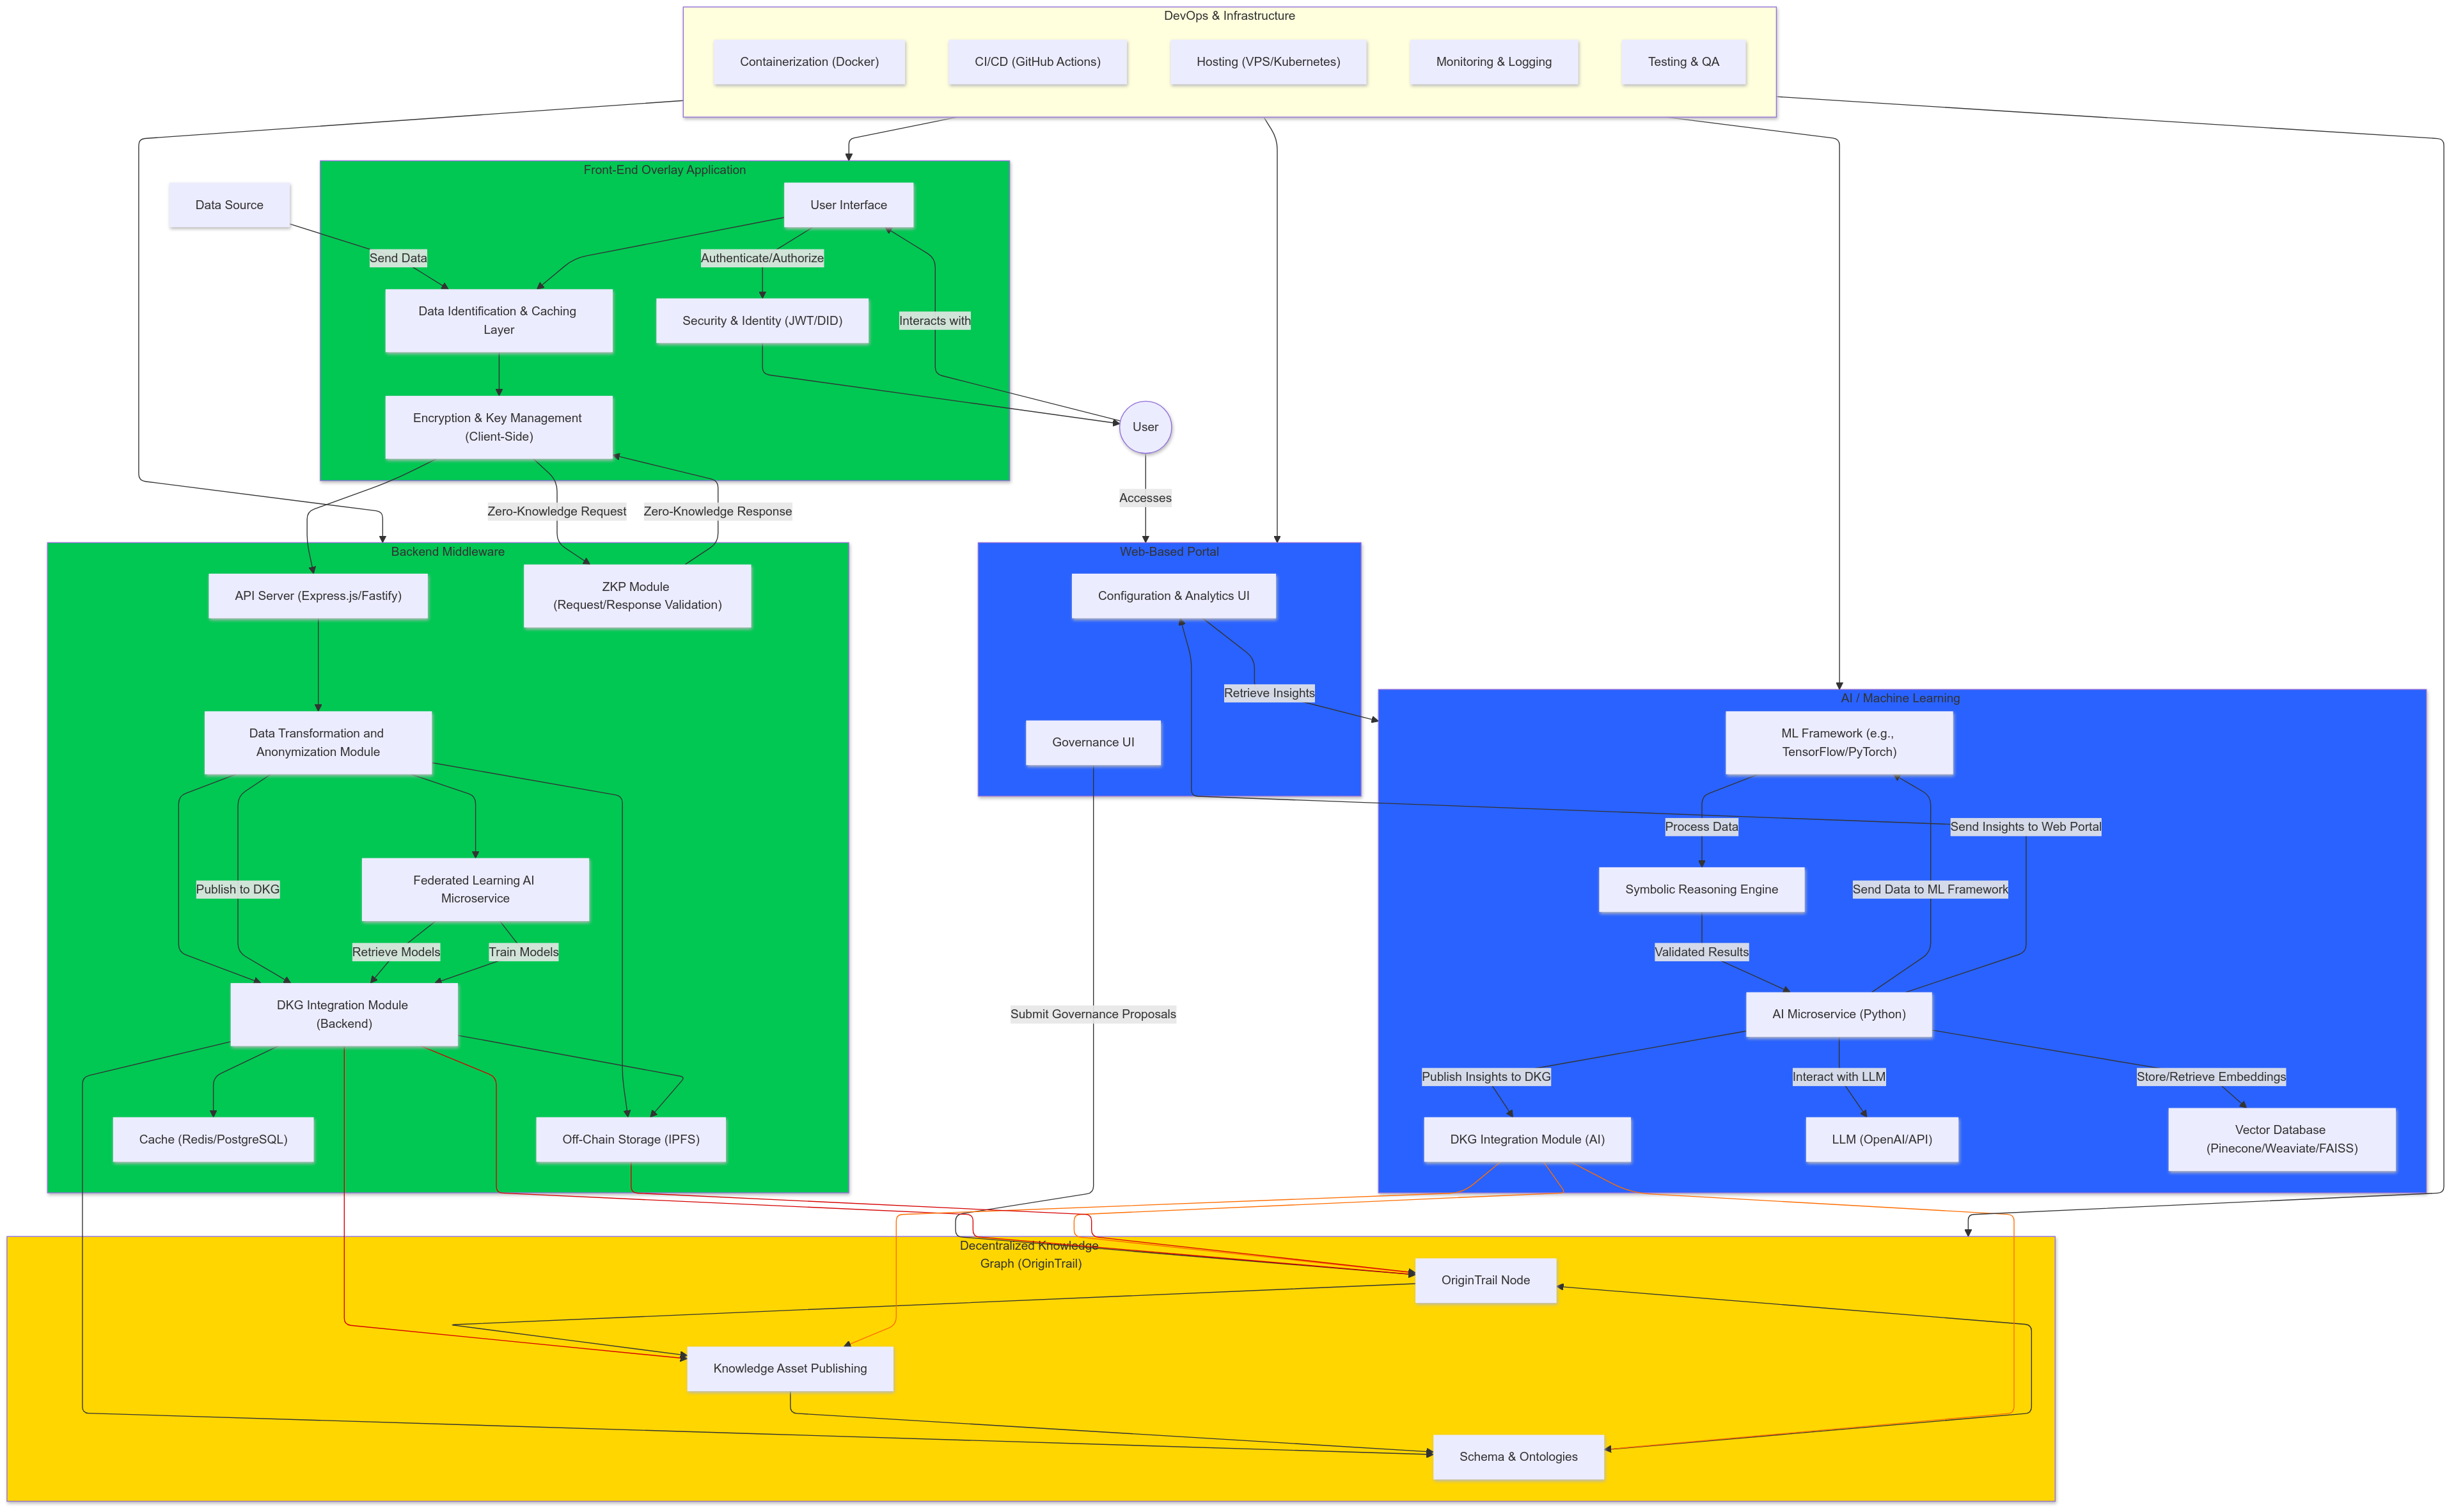 DevOps & Infrastructure
Containerization (Docker)
CI/CD (GitHub Actions)
Hosting (VPS/Kubernetes)
Monitoring & Logging
Testing & QA
Front-End Overlay Application
Data Source
User Interface
Send Data
Authenticate/Authorize
Data Identification & Caching
Layer
Security & Identity (JWT/DID)
Interacts with
Encryption & Key Management
(Client-Side)
User
Zero-Knowledge Request
Zero-Knowledge Response
Accesses
Backend Middleware
API Server (Express.js/Fastify)
ZKP Module
(Request/Response Validation)
Data Transformation and
Anonymization Module
Publish to DKG
Federated Learning AI
Microservice
Retrieve Models
Train Models
DKG Integration Module
(Backend)
Cache (Redis/PostgreSQL)
Off-Chain Storage (IPFS)
Web-Based Portal
Configuration & Analytics UI
Retrieve Insights
Governance UI
Submit Governance Proposals
AI / Machine Learning
ML Framework (e.g.,
TensorFlow/PyTorch)
Process Data
Send Insights to Web Portal
Symbolic Reasoning Engine
Send Data to ML Framework
Validated Results
AI Microservice (Python)
Publish Insights to DKG
Interact with LLM
Store/Retrieve Embeddings
DKG Integration Module (AI)
LLM (OpenAI/API)
Vector Database
(Pinecone/Weaviate/FAISS)
Decentralized Knowledge
Graph (OriginTrail)
OriginTrail Node
Knowledge Asset Publishing
Schema & Ontologies